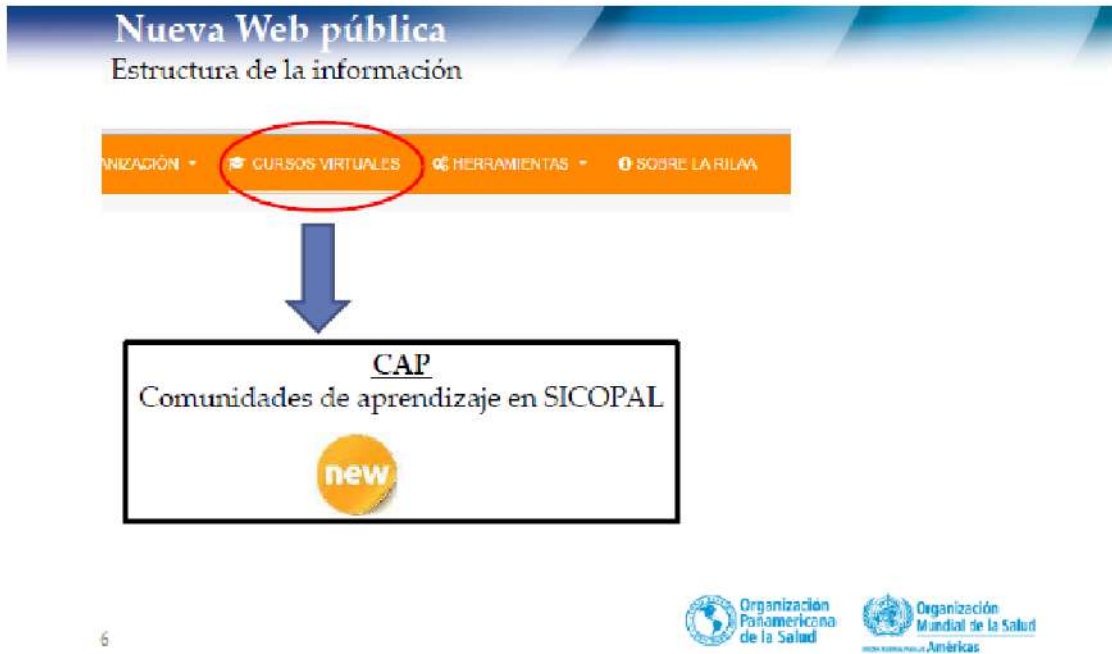 Nueva Web pública
Estructura de la información
ANIZACIÓN
CURSOS VIRTUALES
HERRAMIENTAS
SOBRE LA RILAA
CAP
Comunidades de aprendizaje en SICOPAL
new
Organización
Panamericana
de la Salud
Organización
Mundial de la Salud
Américas
6